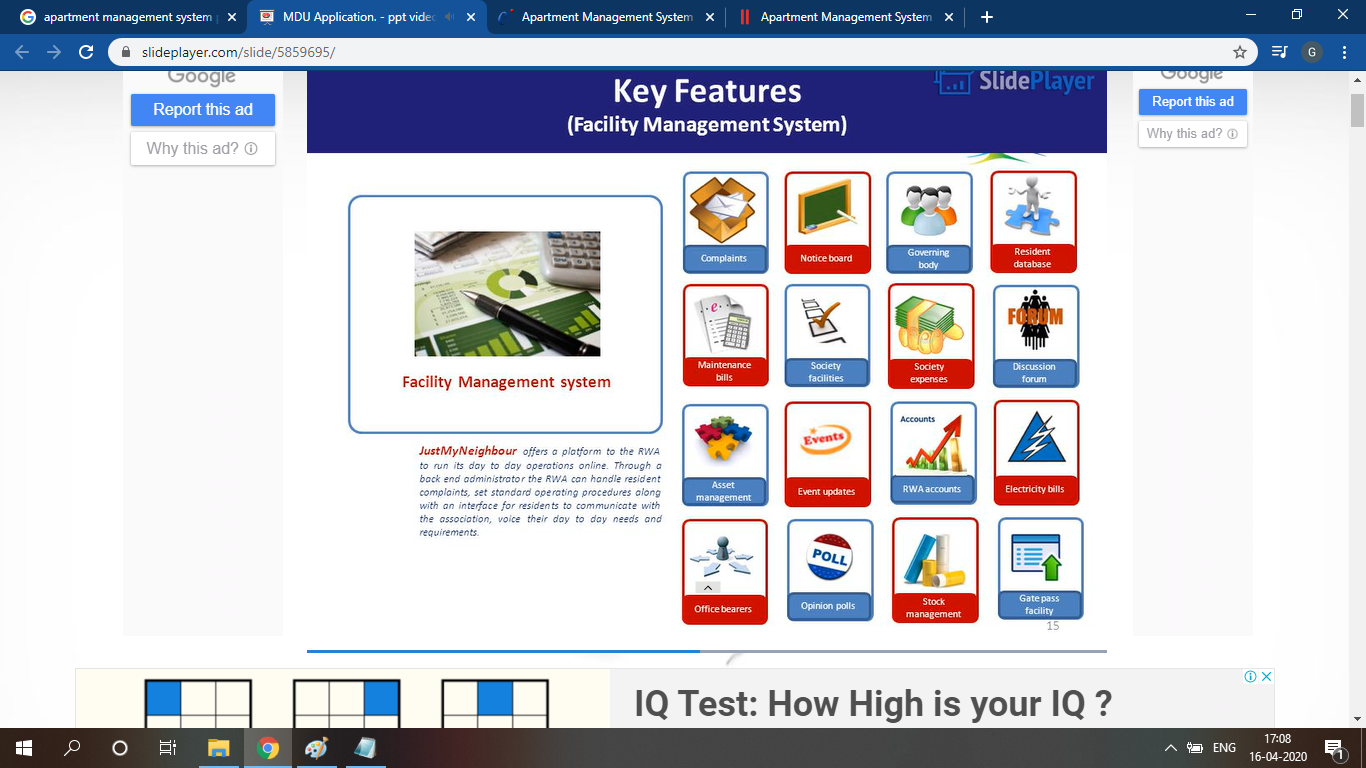 apartment management system
MDU Application. - ppt video
Apartment Management System
Apartment Management System
slideplayer.com/slide/5859695/
G
Google
Report this ad
Why this ad?
Google
Report this ad
Why this ad?
SlidePlayer
Key Features
(Facility Management System)
Facility Management system
JustMyNeighbour offers a platform to the RWA
to run its day to day operations online. Through a
back end administrator the RWA can handle resident
complaints, set standard operating procedures along
with an interface for residents to communicate with
the association, voice their day to day needs and
requirements.
Complaints
Notice board
Governing
body
Resident
database
e
Maintenance
bills
Society
facilities
Society
expenses
FORUM
Discussion
forum
Asset
management
Events
Event updates
Accounts
RWA accounts
Electricity bills
Office bearers
POLL
Opinion polls
Stock
management
Gate pass
facility
15
IQ Test: How High is your IQ ?
ENG
17:08
16-04-2020
1